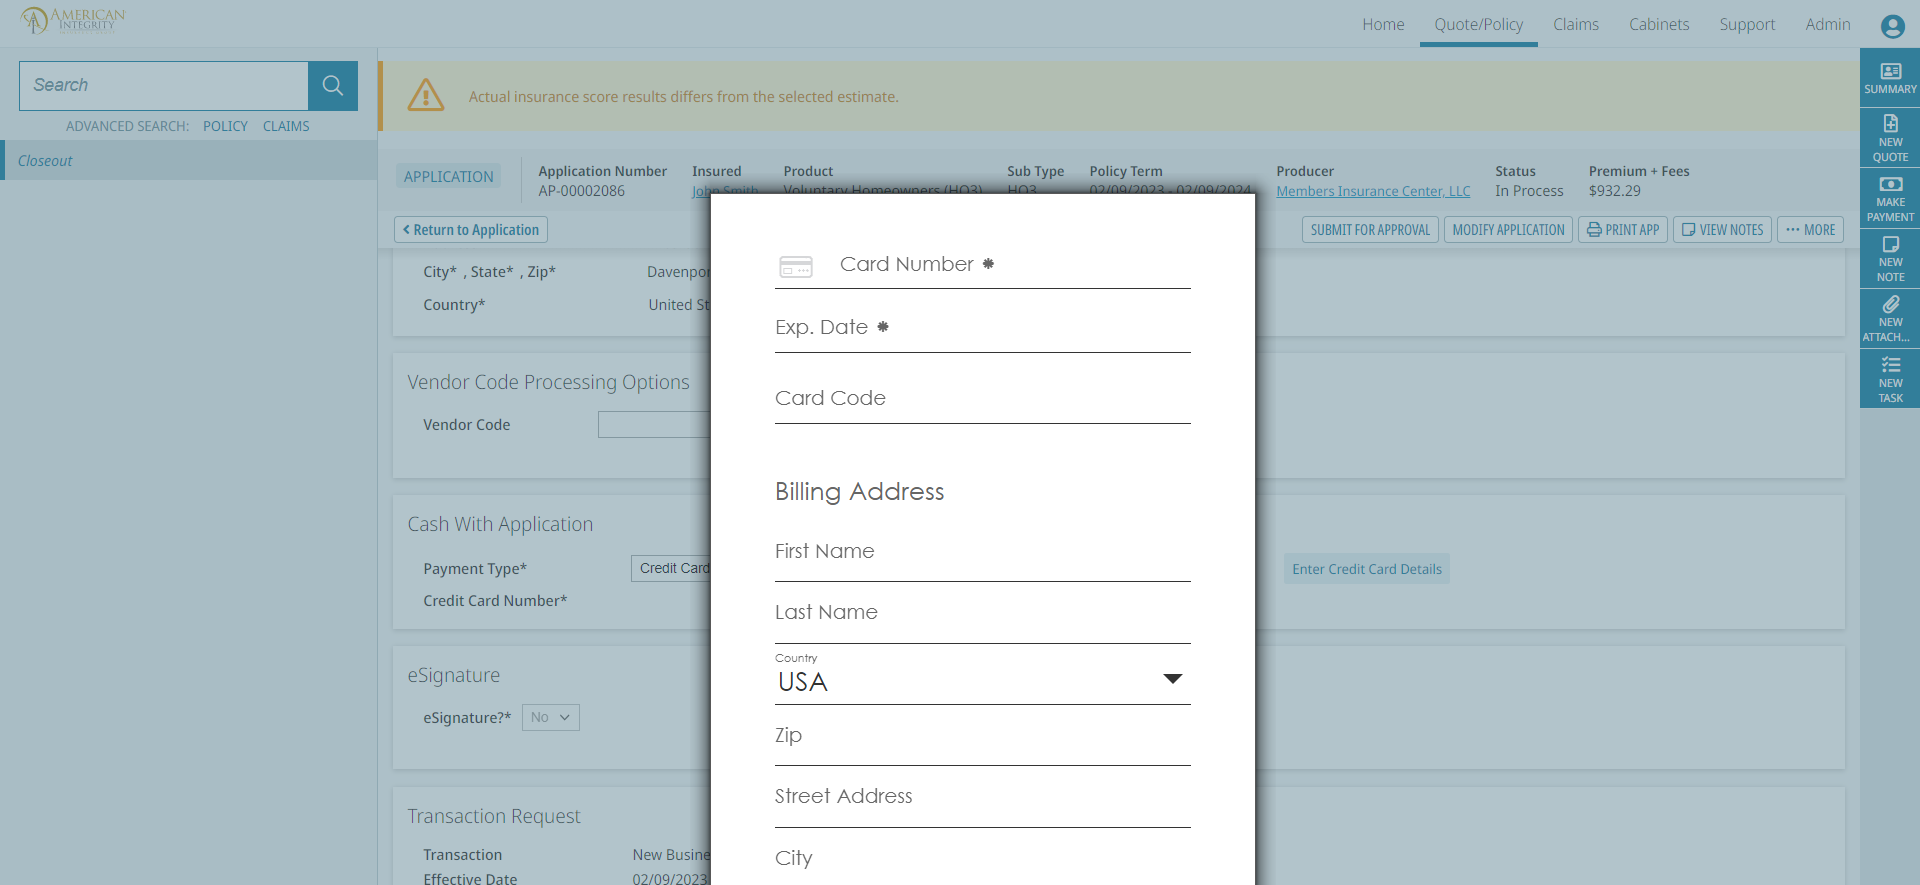 AMERICAN
INTEGRITY
Home Quote/Policy Claims Cabinets Support Admin
Search
ADVANCED SEARCH: POLICY CLAIMS
Closeout
Actual insurance score results differs from the selected estimate.
SUMMARY
NEW
QUOTE
MAKE
PAYMENT
NEW
NOTE
NEW
ATTACH...
NEW
TASK
APPLICATION
Application Number Insured Product Sub Type Policy Term Producer Status Premium + Fees
AP-00002086 John Smith Voluntary Homeowners (HO3) HO3 02/09/2023 - 02/09/2024 Members Insurance Center, LLC In Process $932.29
Return to Application SUBMIT FOR APPROVAL MODIFY APPLICATION PRINT APP VIEW NOTES ··· MORE
City* , State* , Zip* Davenpor
Country* United St
Vendor Code Processing Options
Vendor Code
Cash With Application
Payment Type* Credit Card Enter Credit Card Details
Credit Card Number*
eSignature
eSignature?* No
Transaction Request
Transaction New Busine
Effective Date 02/09/2023
Card Number *
Exp. Date *
Card Code
Billing Address
First Name
Last Name
Country
USA
Zip
Street Address
City